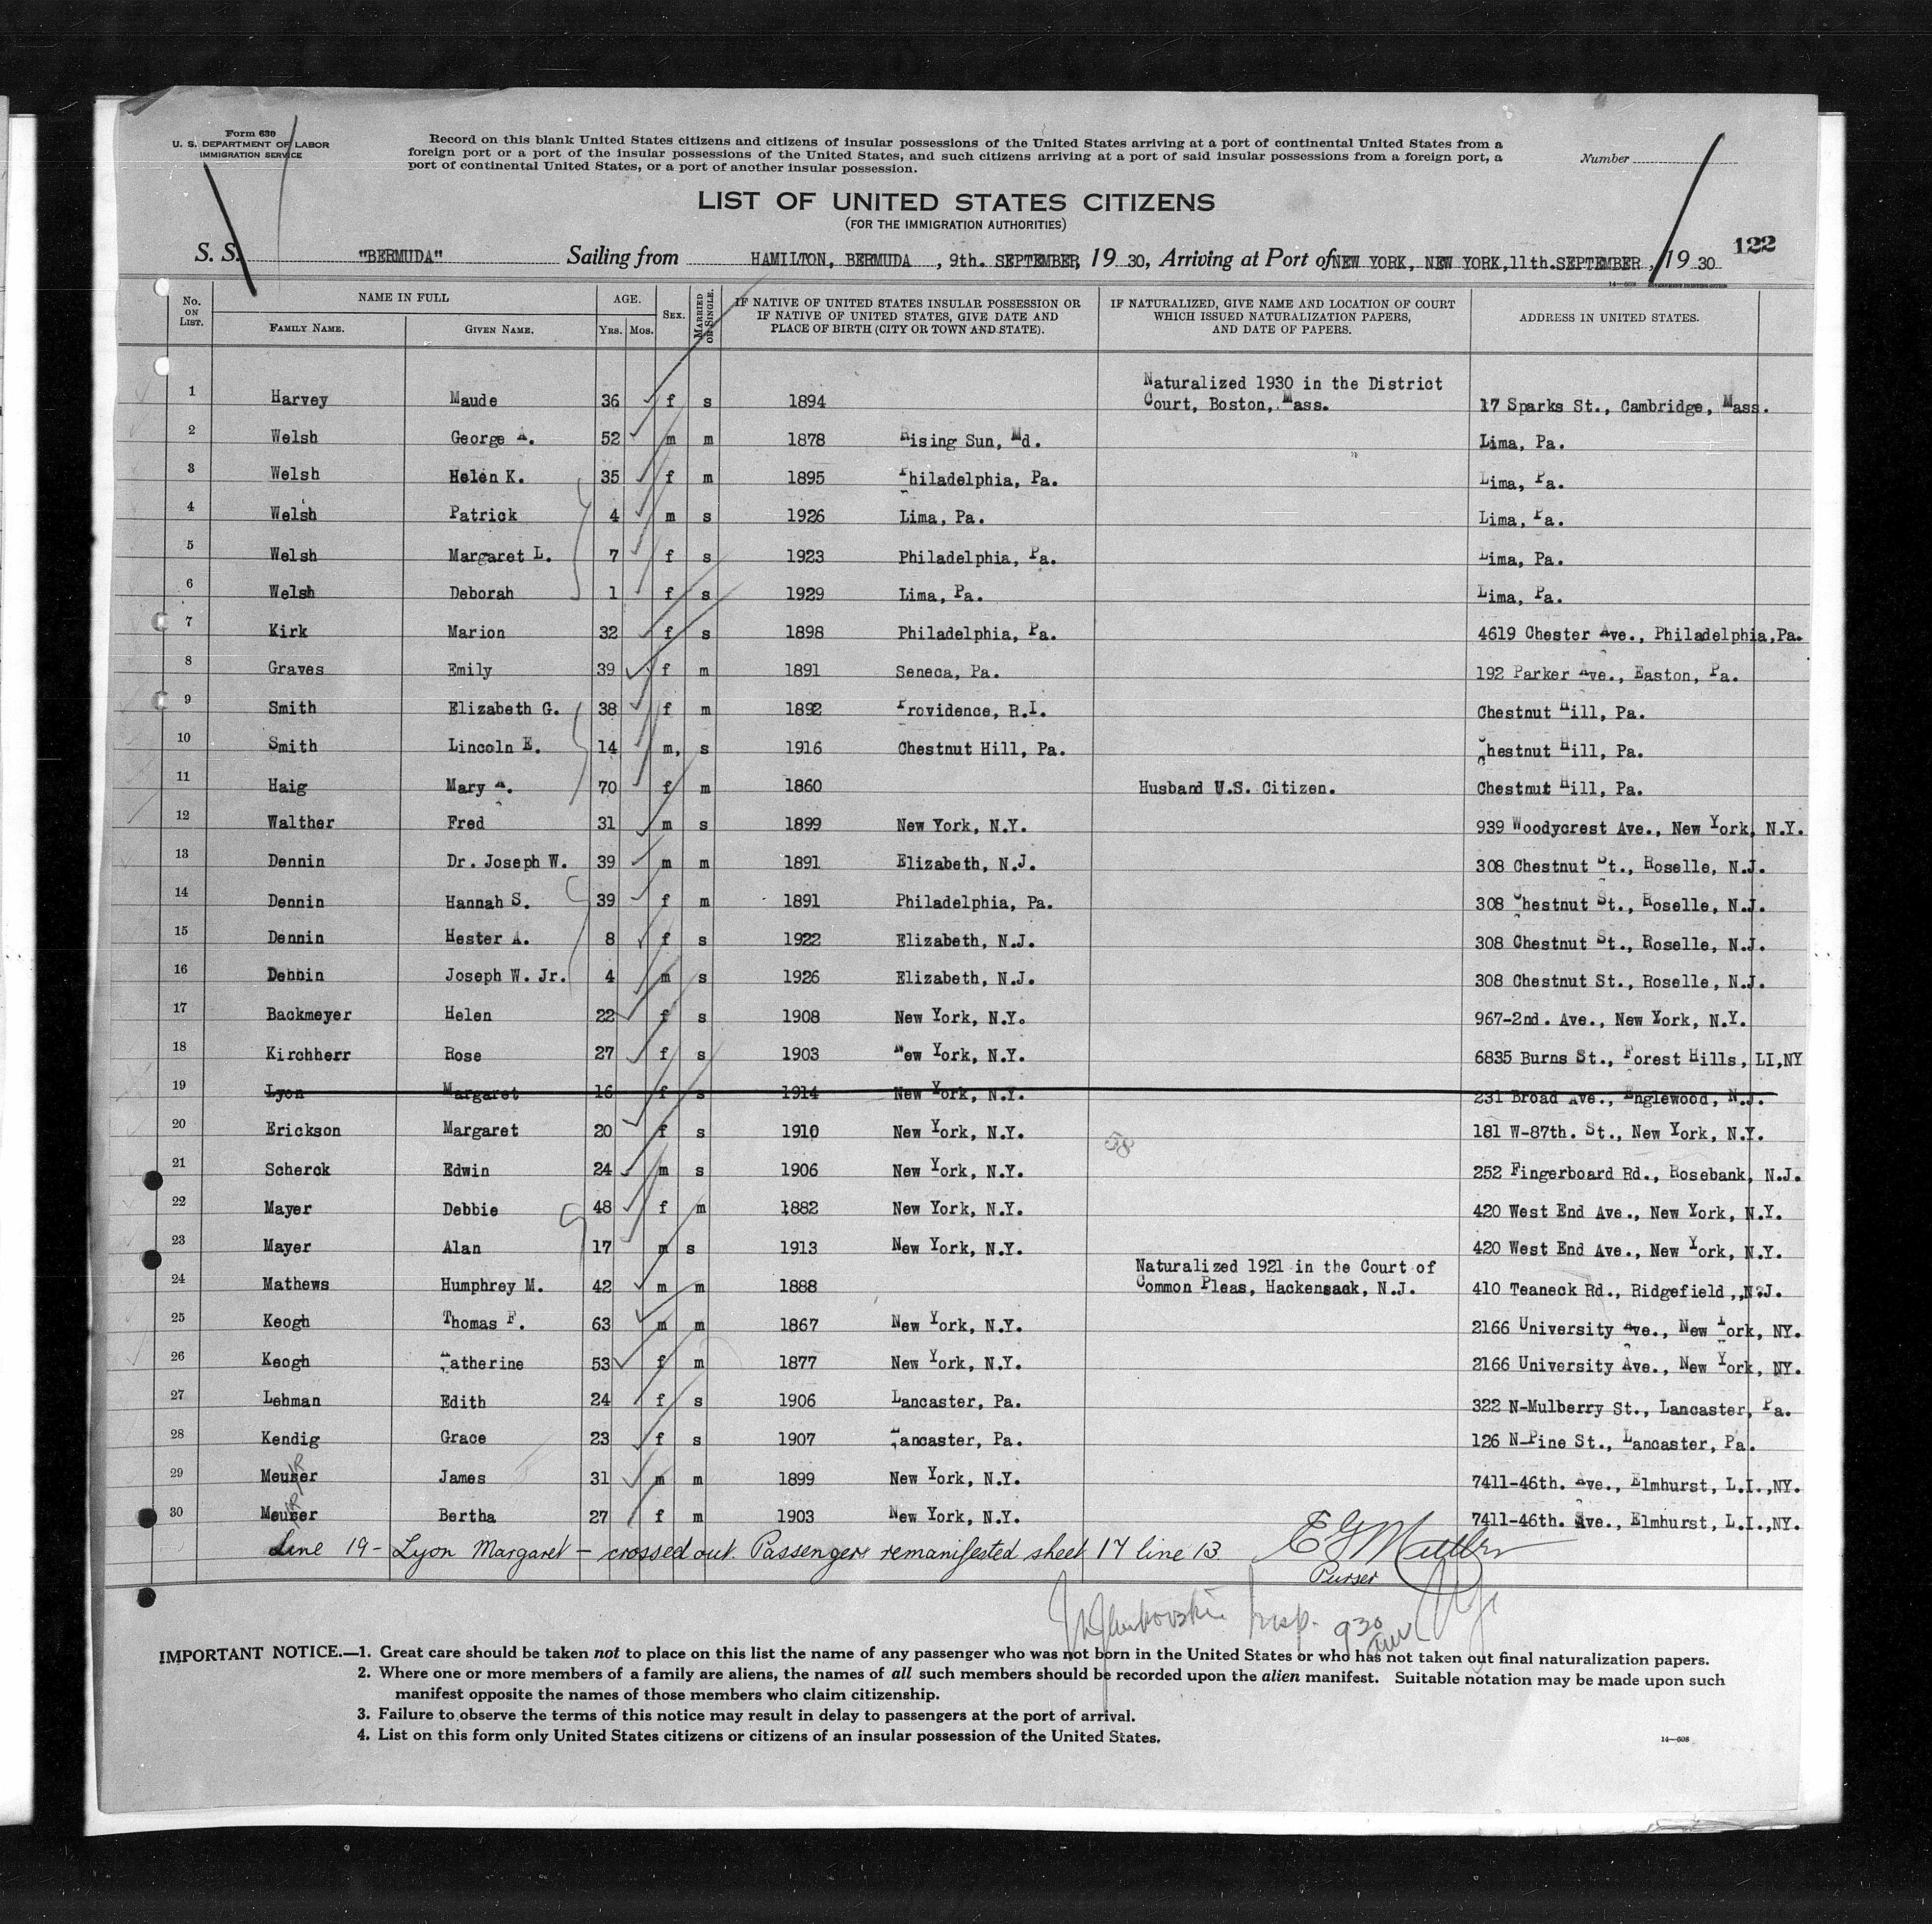 Form 630
U. S. DEPARTMENT OF LABOR
IMMIGRATION SERVICE
Record on this blank United States citizens and citizens of insular possessions of the United States arriving at a port of continental United States from a
foreign port or a port of the insular possessions of the United States, and such citizens arriving at a port of said insular possessions from a foreign port, a
port of continental United States, or a port of another insular possession.
Number
LIST OF UNITED STATES CITIZENS
(FOR THE IMMIGRATION AUTHORITIES)
122
S. S. "BERMUDA" Sailing from HAMILTON, BERMUDA , 9th. SEPTEMBER, 19 30, Arriving at Port of NEW YORK, NEW YORK, 11th. SEPTEMBER , 19 30
14—608 GOVERNMENT PRINTING OFFICE
No. ON LIST. NAME IN FULL FAMILY NAME. GIVEN NAME. AGE. Yrs. Mos. SEX. MARRIED OR SINGLE. IF NATIVE OF UNITED STATES INSULAR POSSESSION OR IF NATIVE OF UNITED STATES, GIVE DATE AND PLACE OF BIRTH (CITY OR TOWN AND STATE). IF NATURALIZED, GIVE NAME AND LOCATION OF COURT WHICH ISSUED NATURALIZATION PAPERS, AND DATE OF PAPERS. ADDRESS IN UNITED STATES.
1 Harvey Maude 36 f s 1894 Naturalized 1930 in the District Court, Boston, Mass. 17 Sparks St., Cambridge, Mass.
2 Welsh George A. 52 m m 1878 Rising Sun, Md. Lima, Pa.
3 Welsh Helen K. 35 f m 1895 Philadelphia, Pa. Lima, Pa.
4 Welsh Patrick 4 m s 1926 Lima, Pa. Lima, Pa.
5 Welsh Margaret L. 7 f s 1923 Philadelphia, Pa. Lima, Pa.
6 Welsh Deborah 1 f s 1929 Lima, Pa. Lima, Pa.
7 Kirk Marion 32 f s 1898 Philadelphia, Pa. 4619 Chester Ave., Philadelphia,Pa.
8 Graves Emily 39 f m 1891 Seneca, Pa. 192 Parker Ave., Easton, Pa.
9 Smith Elizabeth G. 38 f m 1892 Providence, R.I. Chestnut Hill, Pa.
10 Smith Lincoln E. 14 m, s 1916 Chestnut Hill, Pa. Chestnut Hill, Pa.
11 Haig Mary A. 70 f m 1860 Husband U.S. Citizen. Chestnut Hill, Pa.
12 Walther Fred 31 m s 1899 New York, N.Y. 939 Woodycrest Ave., New York, N.Y.
13 Dennin Dr. Joseph W. 39 m m 1891 Elizabeth, N.J. 308 Chestnut St., Roselle, N.J.
14 Dennin Hannah S. 39 f m 1891 Philadelphia, Pa. 308 Chestnut St., Roselle, N.J.
15 Dennin Hester A. 8 f s 1922 Elizabeth, N.J. 308 Chestnut St., Roselle, N.J.
16 Dennin Joseph W. Jr. 4 m s 1926 Elizabeth, N.J. 308 Chestnut St., Roselle, N.J.
17 Backmeyer Helen 22 f s 1908 New York, N.Y. 967-2nd. Ave., New York, N.Y.
18 Kirchherr Rose 27 f s 1903 New York, N.Y. 6835 Burns St., Forest Hills, LI,NY
19 Lyon Margaret 16 f s 1914 New York, N.Y. 231 Broad Ave., Englewood, N.J.
20 Erickson Margaret 20 f s 1910 New York, N.Y. 58 181 W-87th. St., New York, N.Y.
21 Scherck Edwin 24 m s 1906 New York, N.Y. 252 Fingerboard Rd., Rosebank, N.J.
22 Mayer Debbie 48 f m 1882 New York, N.Y. 420 West End Ave., New York, N.Y.
23 Mayer Alan 17 m s 1913 New York, N.Y. 420 West End Ave., New York, N.Y.
24 Mathews Humphrey M. 42 m m 1888 Naturalized 1921 in the Court of Common Pleas, Hackensack, N.J. 410 Teaneck Rd., Ridgefield,,N.J.
25 Keogh Thomas F. 63 m m 1867 New York, N.Y. 2166 University Ave., New York, NY.
26 Keogh Katherine 53 f m 1877 New York, N.Y. 2166 University Ave., New York, NY.
27 Lehman Edith 24 f s 1906 Lancaster, Pa. 322 N-Mulberry St., Lancaster, Pa.
28 Kendig Grace 23 f s 1907 Lancaster, Pa. 126 N-Pine St., Lancaster, Pa.
29 Meuser James 31 m m 1899 New York, N.Y. 7411-46th. Ave., Elmhurst, L.I.,NY.
30 Meuser Bertha 27 f m 1903 New York, N.Y. 7411-46th. Ave., Elmhurst, L.I.,NY.
Line 19 - Lyon Margaret - crossed out. Passenger remanifested sheet 17 line 13.
Purser
Insp. 930
IMPORTANT NOTICE.—1. Great care should be taken not to place on this list the name of any passenger who was not born in the United States or who has not taken out final naturalization papers.
2. Where one or more members of a family are aliens, the names of all such members should be recorded upon the alien manifest. Suitable notation may be made upon such
manifest opposite the names of those members who claim citizenship.
3. Failure to observe the terms of this notice may result in delay to passengers at the port of arrival.
4. List on this form only United States citizens or citizens of an insular possession of the United States.
14—608